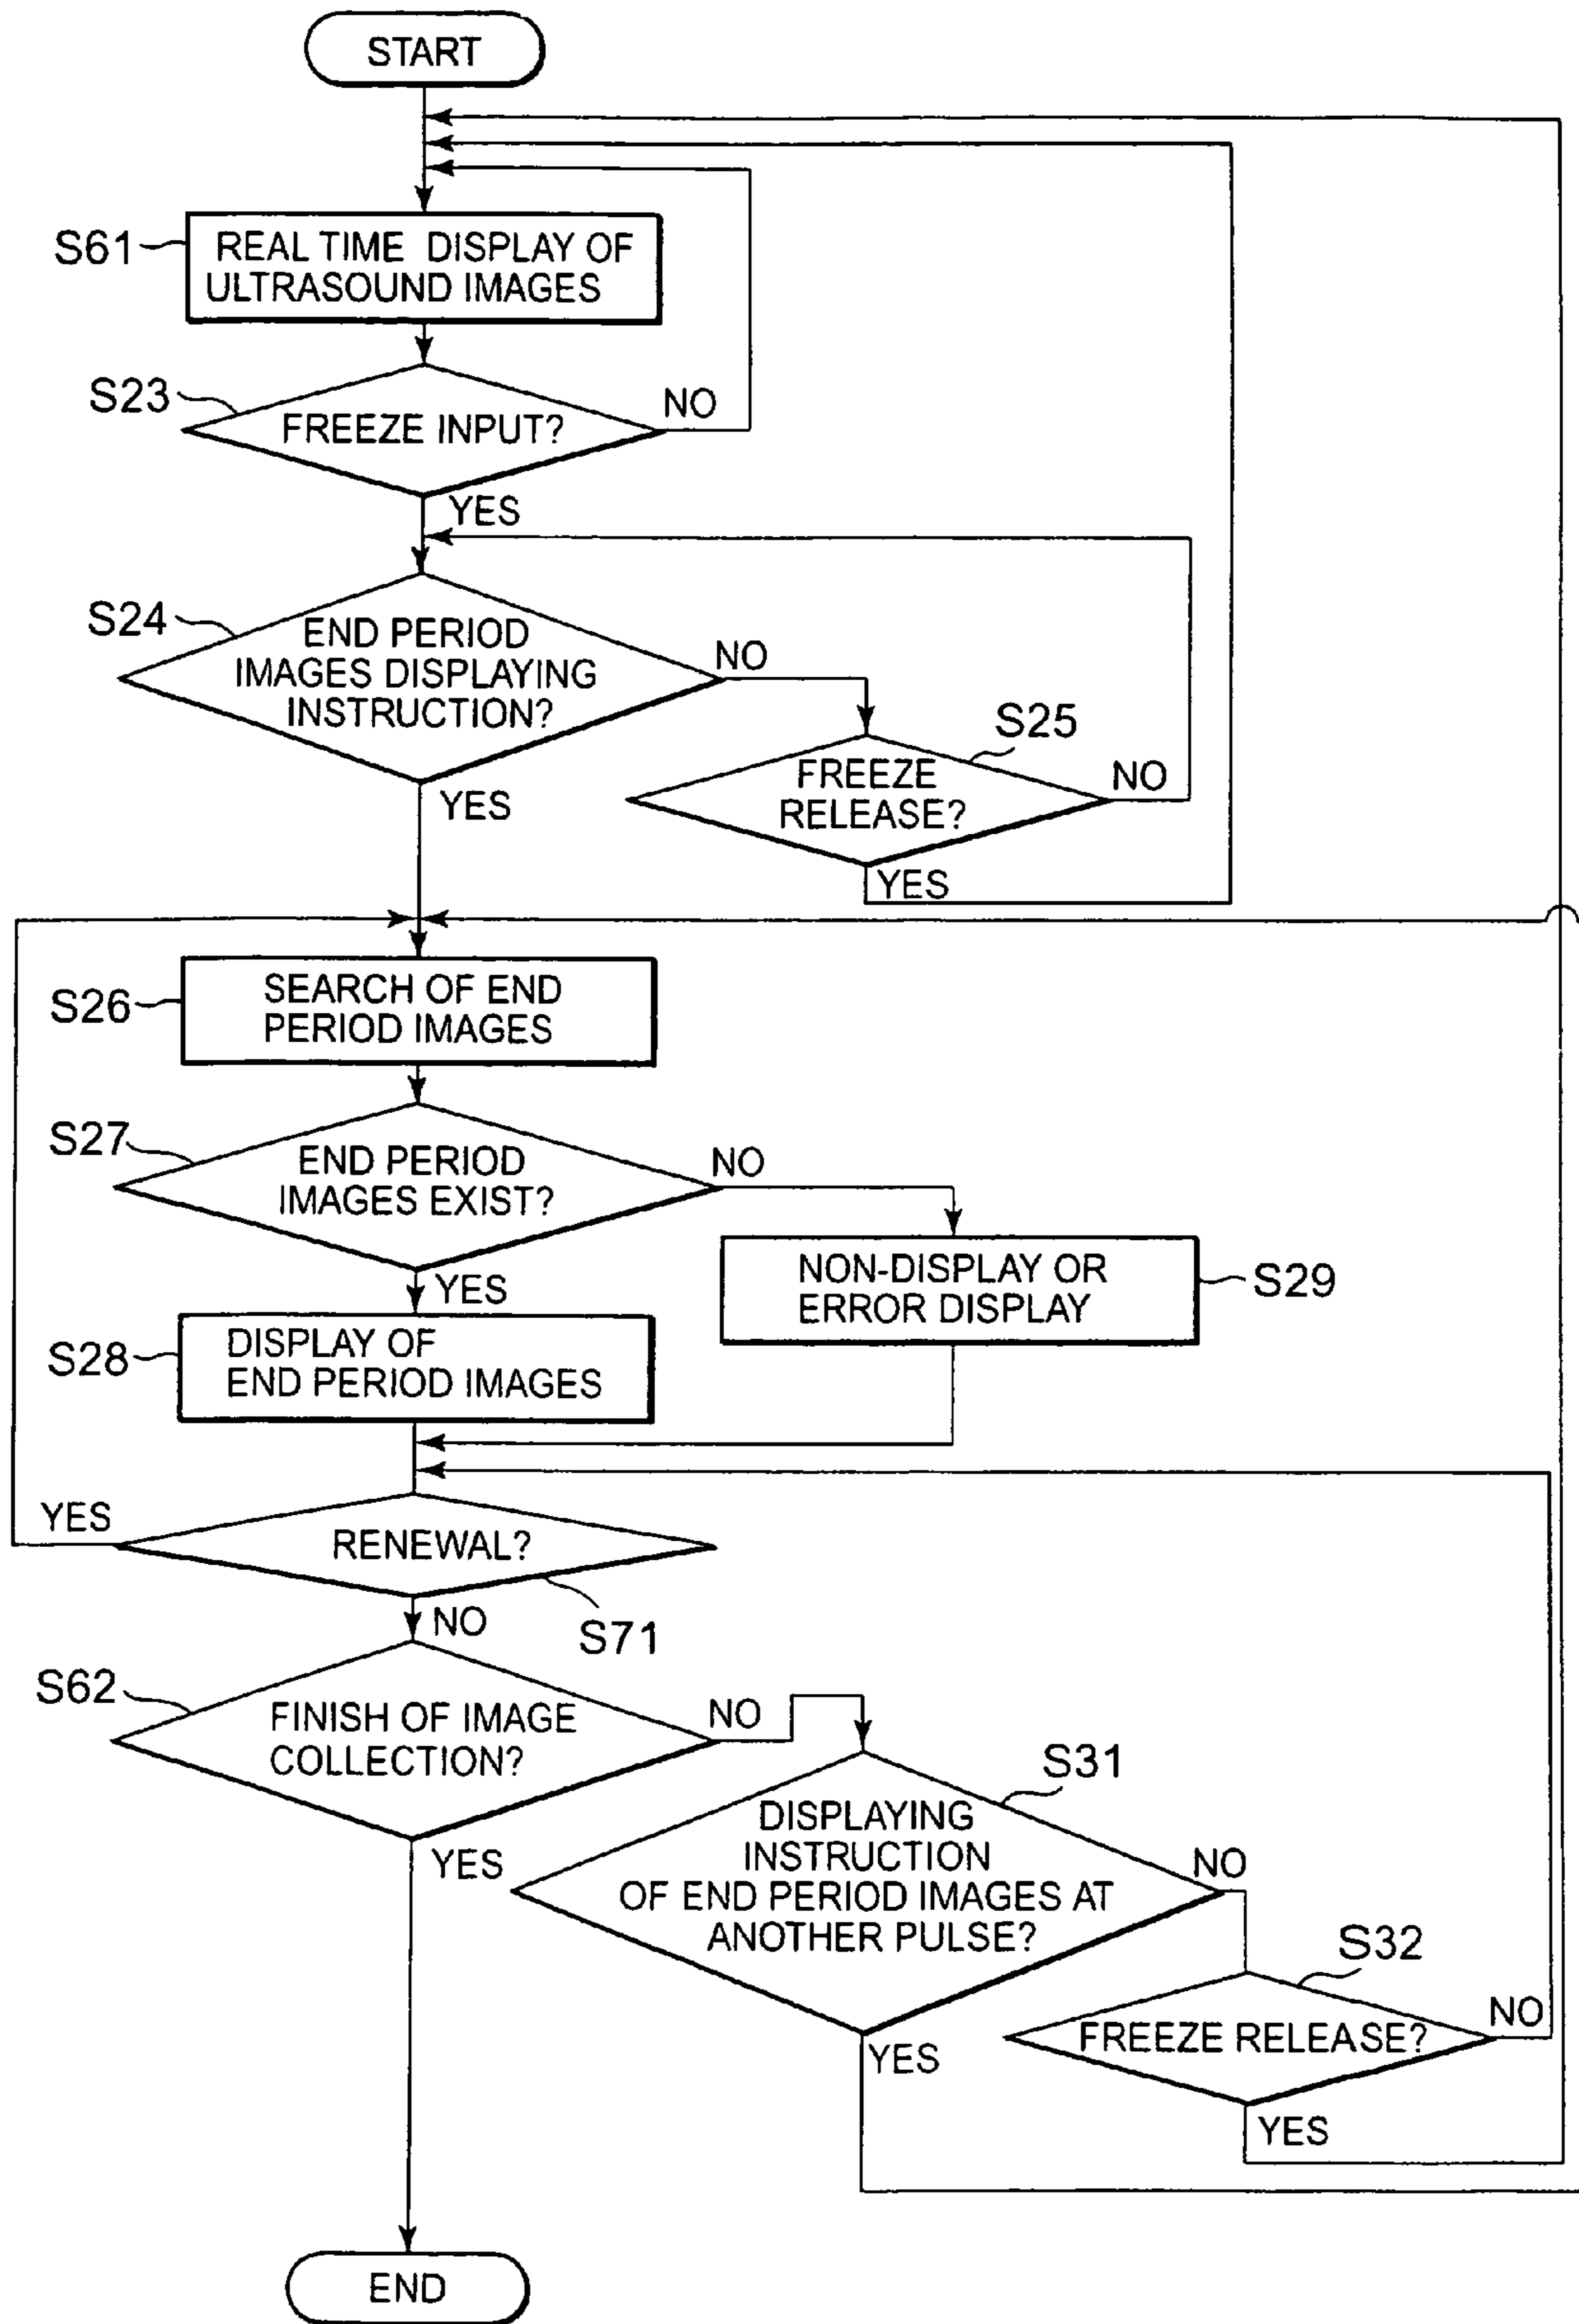 START
S61
REAL TIME DISPLAY OF
ULTRASOUND IMAGES
S23
FREEZE INPUT?
NO
YES
S24
END PERIOD
IMAGES DISPLAYING
INSTRUCTION?
NO
YES
S25
FREEZE
RELEASE?
NO
YES
S26
SEARCH OF END
PERIOD IMAGES
S27
END PERIOD
IMAGES EXIST?
NO
YES
NON-DISPLAY OR
ERROR DISPLAY
S29
S28
DISPLAY OF
END PERIOD IMAGES
YES
RENEWAL?
NO
S71
S62
FINISH OF IMAGE
COLLECTION?
NO
YES
S31
DISPLAYING
INSTRUCTION
OF END PERIOD IMAGES AT
ANOTHER PULSE?
NO
YES
S32
FREEZE RELEASE?
NO
YES
END